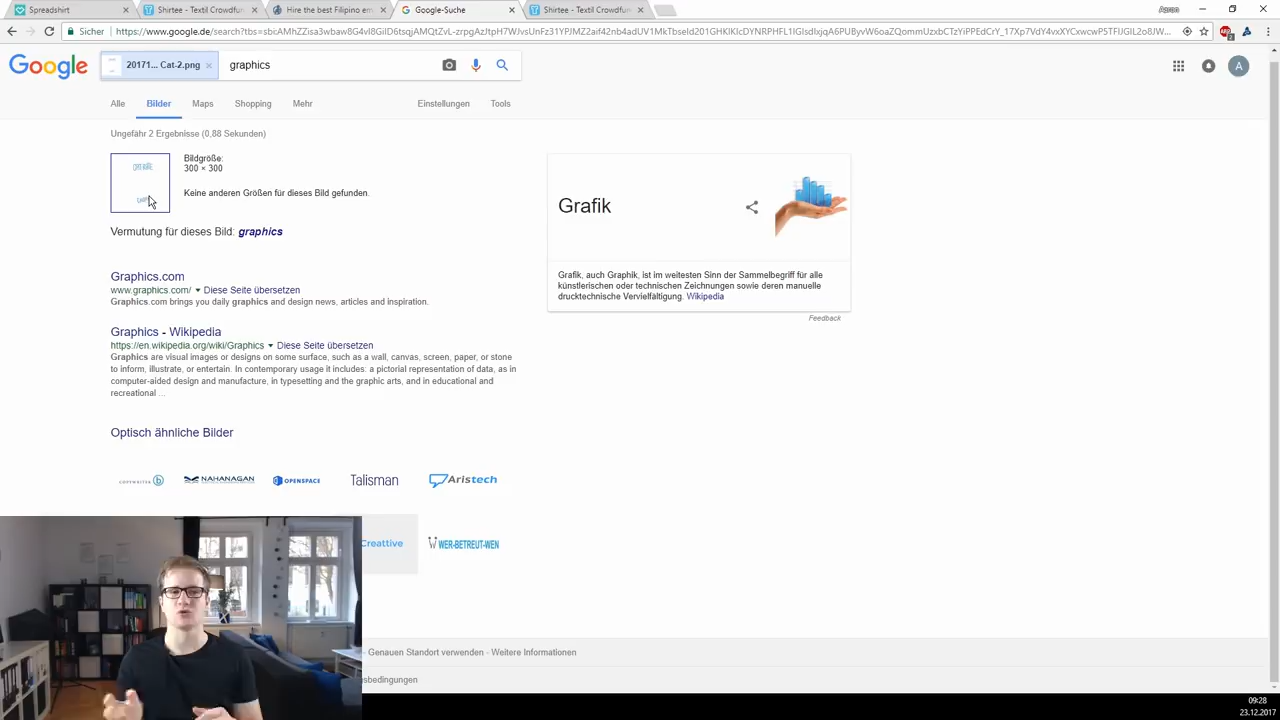 Spreadshirt
Shirtee - Textil Crowdfun
Hire the best Filipino em
Google-Suche
Shirtee - Textil Crowdfun
Sicher
Google
20171... Cat-2.png
graphics
A
Alle
Bilder
Maps
Shopping
Mehr
Einstellungen
Tools
Ungefähr 2 Ergebnisse (0,88 Sekunden)
Bildgröße:
300 × 300
Keine anderen Größen für dieses Bild gefunden.
Vermutung für dieses Bild: graphics
Graphics.com
www.graphics.com/ ▾ Diese Seite übersetzen
Graphics.com brings you daily graphics and design news, articles and inspiration.
Graphics - Wikipedia
https://en.wikipedia.org/wiki/Graphics ▾ Diese Seite übersetzen
Graphics are visual images or designs on some surface, such as a wall, canvas, screen, paper, or stone
to inform, illustrate, or entertain. In contemporary usage it includes: a pictorial representation of data, as in
computer-aided design and manufacture, in typesetting and the graphic arts, and in educational and
recreational ...
Grafik
Grafik, auch Graphik, ist im weitesten Sinn der Sammelbegriff für alle
künstlerischen oder technischen Zeichnungen sowie deren manuelle
drucktechnische Vervielfältigung. Wikipedia
Feedback
Optisch ähnliche Bilder
COPYWRITER
NAHANAGAN
OPENSPACE
Talisman
Aristech
Creattive
WER-BETREUT-WEN
- Genauen Standort verwenden - Weitere Informationen
09:28
23.12.2017